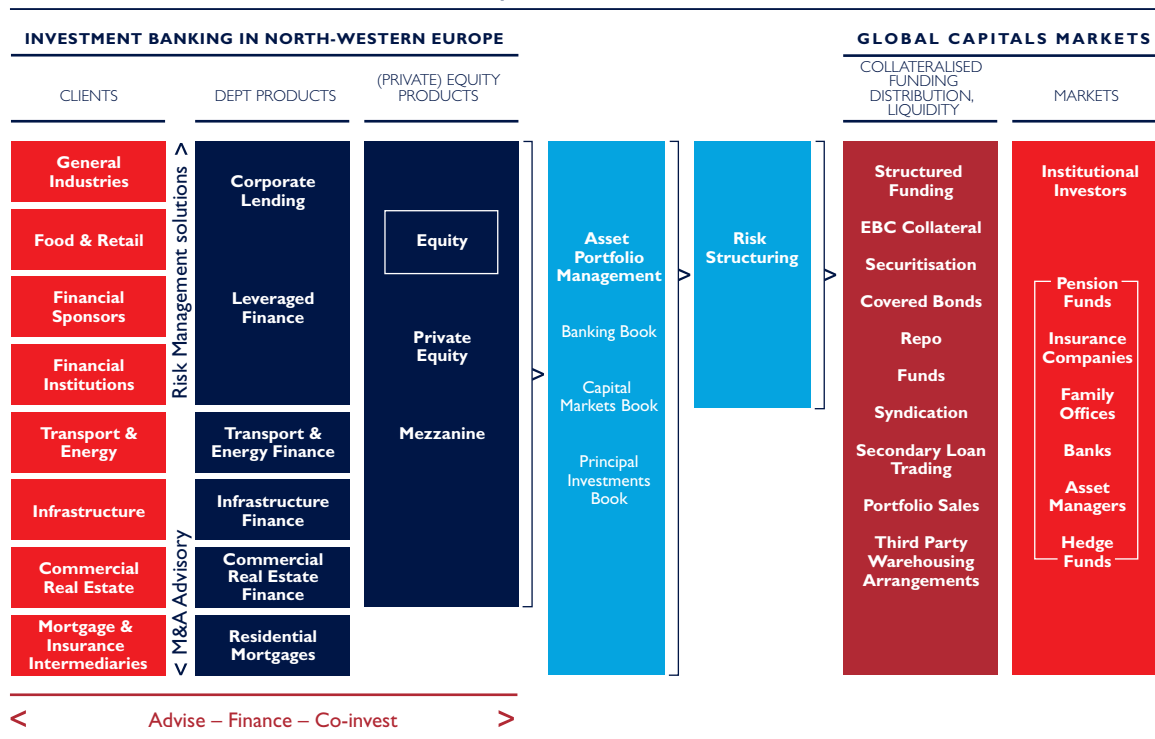 INVESTMENT BANKING IN NORTH-WESTERN EUROPE
GLOBAL CAPITALS MARKETS
CLIENTS
DEPT PRODUCTS
(PRIVATE) EQUITY
PRODUCTS
COLLATERALISED
FUNDING
DISTRIBUTION,
LIQUIDITY
MARKETS
General
Industries
Food & Retail
Financial
Sponsors
Financial
Institutions
Transport &
Energy
Infrastructure
Commercial
Real Estate
Mortgage &
Insurance
Intermediaries
Risk Management solutions >
< M&A Advisory
Corporate
Lending
Leveraged
Finance
Transport &
Energy Finance
Infrastructure
Finance
Commercial
Real Estate
Finance
Residential
Mortgages
Equity
Private
Equity
Mezzanine
>
Asset
Portfolio
Management
Banking Book
Capital
Markets Book
Principal
Investments
Book
>
Risk
Structuring
>
Structured
Funding
EBC Collateral
Securitisation
Covered Bonds
Repo
Funds
Syndication
Secondary Loan
Trading
Portfolio Sales
Third Party
Warehousing
Arrangements
Institutional
Investors
Pension
Funds
Insurance
Companies
Family
Offices
Banks
Asset
Managers
Hedge
Funds
< Advise – Finance – Co-invest >